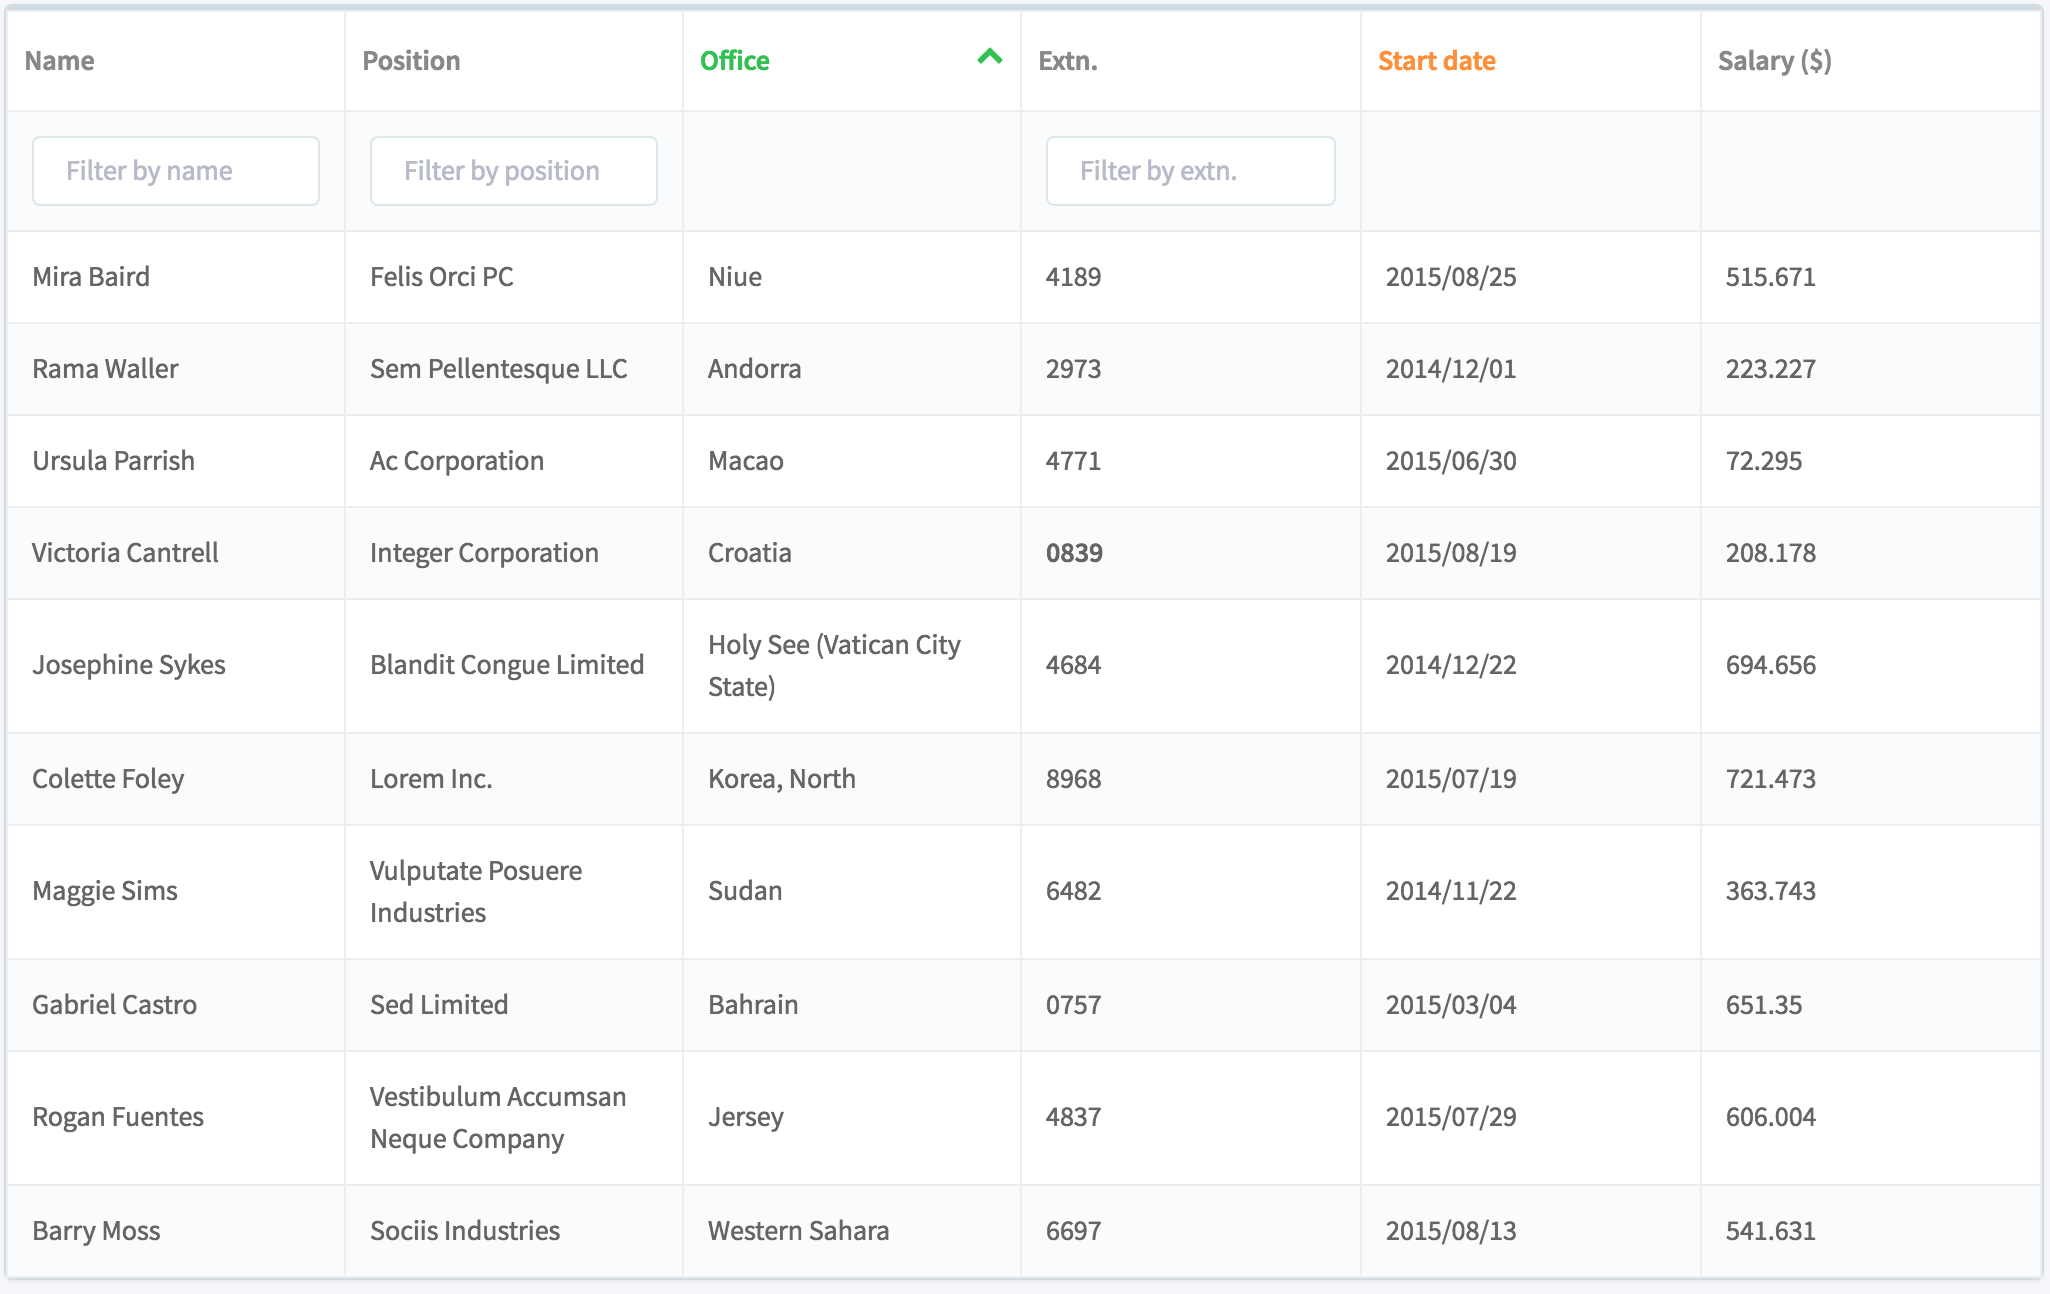 Name Position Office Extn. Start date Salary ($)
Filter by name Filter by position Filter by extn.
Mira Baird Felis Orci PC Niue 4189 2015/08/25 515.671
Rama Waller Sem Pellentesque LLC Andorra 2973 2014/12/01 223.227
Ursula Parrish Ac Corporation Macao 4771 2015/06/30 72.295
Victoria Cantrell Integer Corporation Croatia 0839 2015/08/19 208.178
Josephine Sykes Blandit Congue Limited Holy See (Vatican City
State) 4684 2014/12/22 694.656
Colette Foley Lorem Inc. Korea, North 8968 2015/07/19 721.473
Maggie Sims Vulputate Posuere
Industries Sudan 6482 2014/11/22 363.743
Gabriel Castro Sed Limited Bahrain 0757 2015/03/04 651.35
Rogan Fuentes Vestibulum Accumsan
Neque Company Jersey 4837 2015/07/29 606.004
Barry Moss Sociis Industries Western Sahara 6697 2015/08/13 541.631